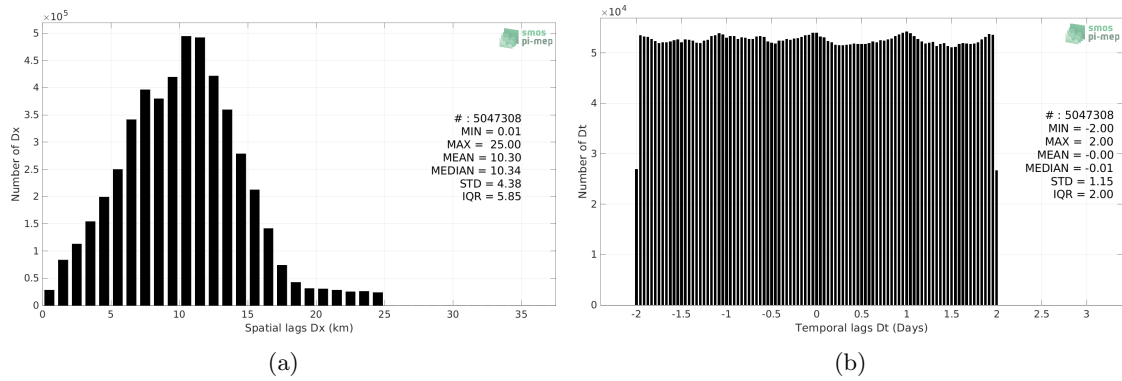 ×10⁵
5
4.5
4
3.5
3
2.5
2
1.5
1
0.5
0
Number of Dx
0 5 10 15 20 25 30 35
Spatial lags Dx (km)
smos
pi-mep
# : 5047308
MIN = 0.01
MAX = 25.00
MEAN = 10.30
MEDIAN = 10.34
STD = 4.38
IQR = 5.85
(a)
×10⁴
5
4
3
2
1
0
Number of Dt
-2 -1.5 -1 -0.5 0 0.5 1 1.5 2 2.5 3
Temporal lags Dt (Days)
smos
pi-mep
# : 5047308
MIN = -2.00
MAX = 2.00
MEAN = -0.00
MEDIAN = -0.01
STD = 1.15
IQR = 2.00
(b)